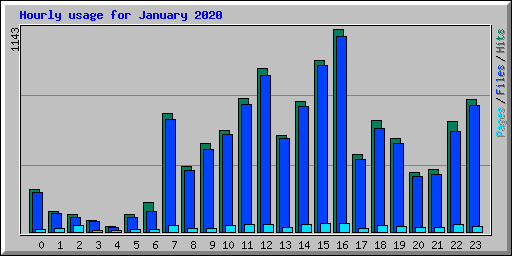 Hourly usage for January 2020
1143
Pages/Files/Hits
0 1 2 3 4 5 6 7 8 9 10 11 12 13 14 15 16 17 18 19 20 21 22 23